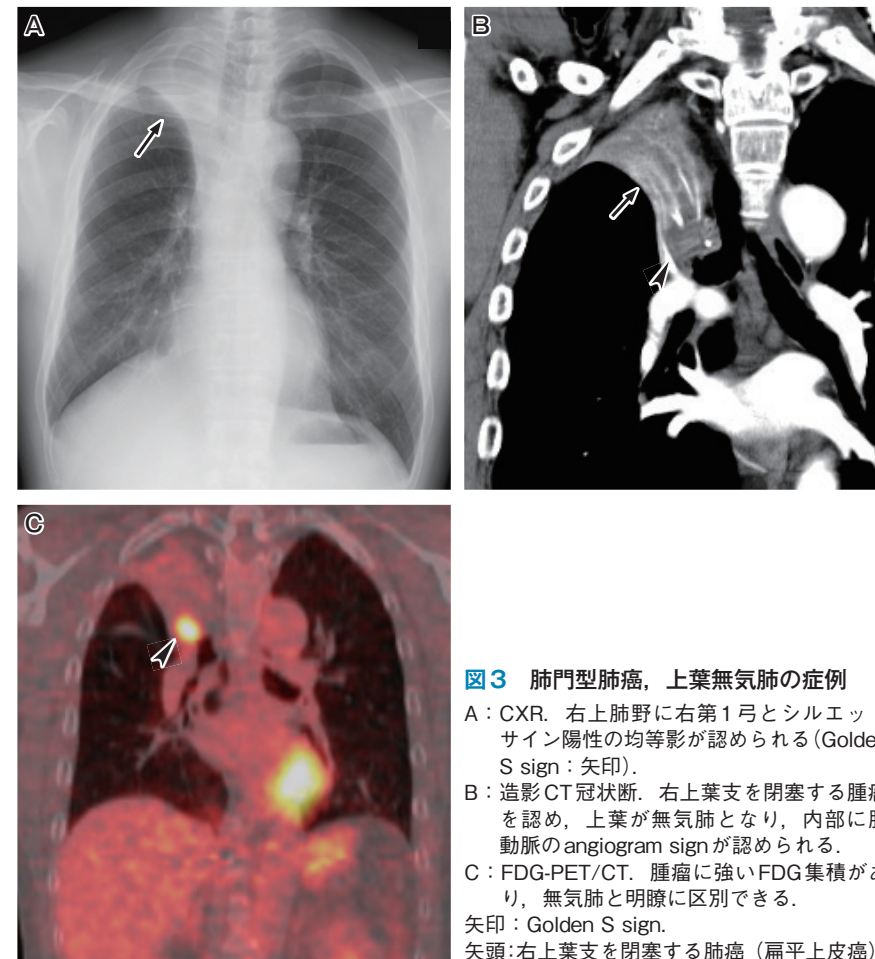 A
B
C
図3　肺門型肺癌，上葉無気肺の症例
A：CXR．右上肺野に右第1弓とシルエッ
サイン陽性の均等影が認められる（Golde
S sign：矢印）．
B：造影CT冠状断．右上葉支を閉塞する腫
を認め，上葉が無気肺となり，内部に
動脈のangiogram signが認められる．
C：FDG-PET/CT．腫瘤に強いFDG集積が
り，無気肺と明瞭に区別できる．
矢印：Golden S sign.
矢頭：右上葉支を閉塞する肺癌（扁平上皮癌）